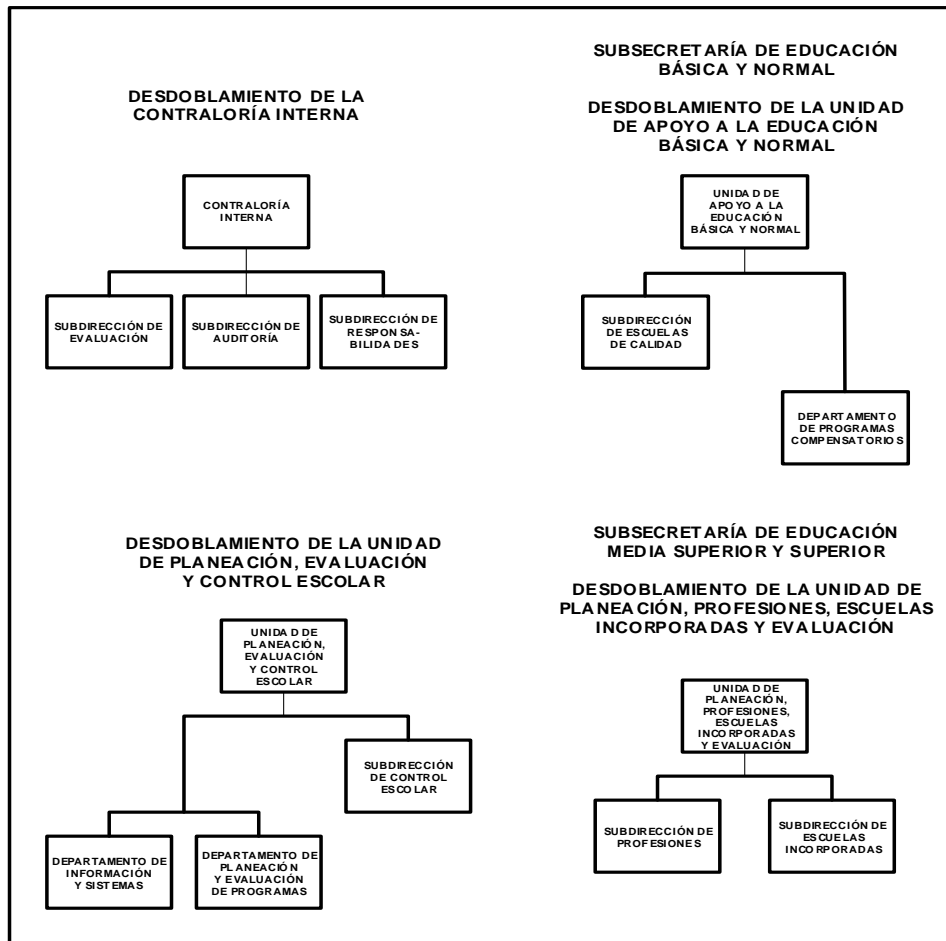 DESDOBLAMIENTO DE LA
CONTRALORÍA INTERNA
CONTRALORÍA
INTERNA
SUBDIRECCIÓN DE
EVALUACIÓN
SUBDIRECCIÓN DE
AUDITORÍA
SUBDIRECCIÓN DE
RESPONSA-
BILIDADES
SUBSECRETARÍA DE EDUCACIÓN
BÁSICA Y NORMAL
DESDOBLAMIENTO DE LA UNIDAD
DE APOYO A LA EDUCACIÓN
BÁSICA Y NORMAL
UNIDAD DE
APOYO A LA
EDUCACIÓN
BÁSICA Y NORMAL
SUBDIRECCIÓN
DE ESCUELAS
DE CALIDAD
DEPARTAMENTO
DE PROGRAMAS
COMPENSATORIOS
DESDOBLAMIENTO DE LA UNIDAD
DE PLANEACIÓN, EVALUACIÓN
Y CONTROL ESCOLAR
UNIDAD DE
PLANEACIÓN,
EVALUACIÓN
Y CONTROL
ESCOLAR
SUBDIRECCIÓN
DE CONTROL
ESCOLAR
DEPARTAMENTO DE
INFORMACIÓN
Y SISTEMAS
DEPARTAMENTO DE
PLANEACIÓN
Y EVALUACIÓN
DE PROGRAMAS
SUBSECRETARÍA DE EDUCACIÓN
MEDIA SUPERIOR Y SUPERIOR
DESDOBLAMIENTO DE LA UNIDAD DE
PLANEACIÓN, PROFESIONES, ESCUELAS
INCORPORADAS Y EVALUACIÓN
UNIDAD DE
PLANEACIÓN,
PROFESIONES,
ESCUELAS
INCORPORADAS
Y EVALUACIÓN
SUBDIRECCIÓN DE
PROFESIONES
SUBDIRECCIÓN DE
ESCUELAS
INCORPORADAS